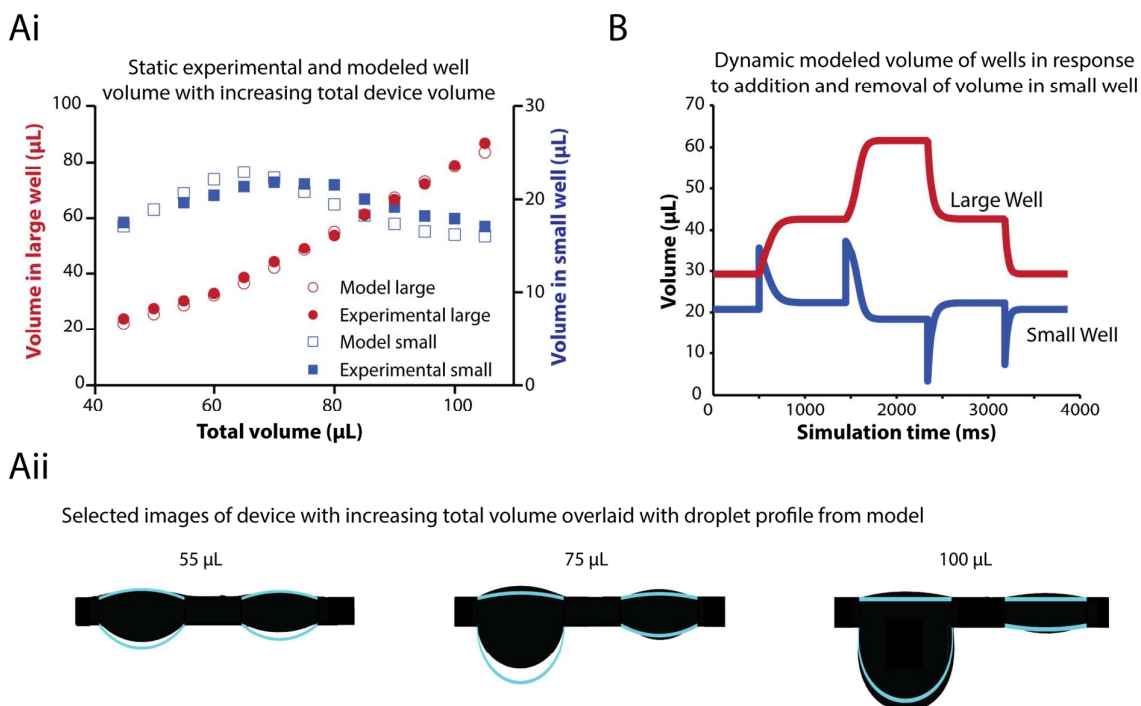 Ai
Static experimental and modeled well
volume with increasing total device volume
100
80
60
40
20
0
Volume in large well (µL)
30
20
10
0
Volume in small well (µL)
Model large
Experimental large
Model small
Experimental small
40
60
80
100
Total volume (µL)
B
Dynamic modeled volume of wells in response
to addition and removal of volume in small well
70
60
50
40
30
20
10
0
Volume (µL)
Large Well
Small Well
0
1000
2000
3000
4000
Simulation time (ms)
Aii
Selected images of device with increasing total volume overlaid with droplet profile from model
55 µL
75 µL
100 µL